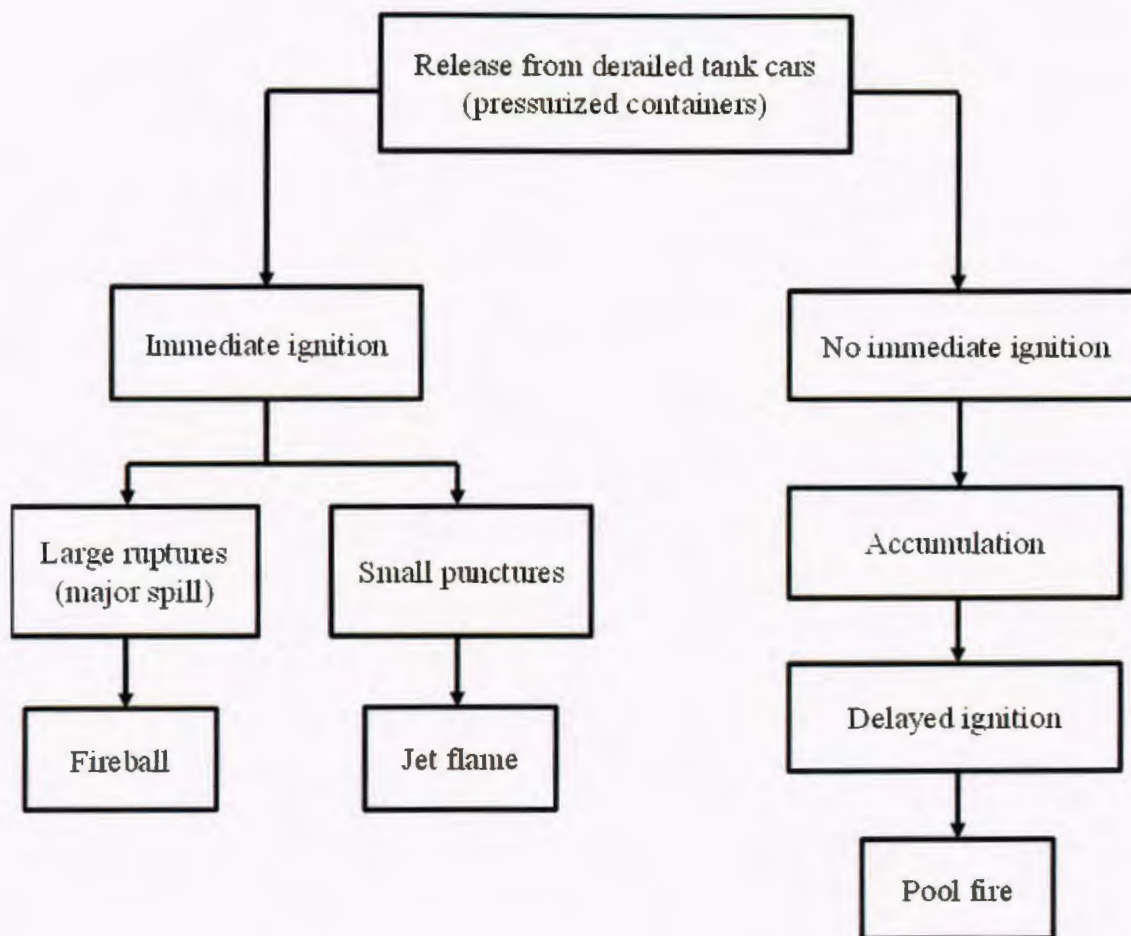 Release from derailed tank cars
(pressurized containers)
Immediate ignition
No immediate ignition
Large ruptures
(major spill)
Small punctures
Accumulation
Fireball
Jet flame
Delayed ignition
Pool fire